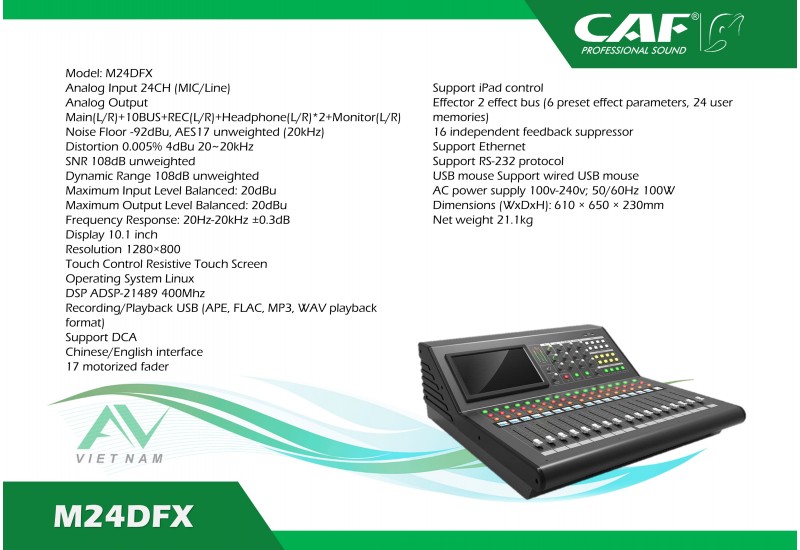 CAF®
PROFESSIONAL SOUND
Model: M24DFX
Analog Input 24CH (MIC/Line)
Analog Output
Main(L/R)+10BUS+REC(L/R)+Headphone(L/R)*2+Monitor(L/R)
Noise Floor -92dBu, AES17 unweighted (20kHz)
Distortion 0.005% 4dBu 20~20kHz
SNR 108dB unweighted
Dynamic Range 108dB unweighted
Maximum Input Level Balanced: 20dBu
Maximum Output Level Balanced: 20dBu
Frequency Response: 20Hz-20kHz ±0.3dB
Display 10.1 inch
Resolution 1280×800
Touch Control Resistive Touch Screen
Operating System Linux
DSP ADSP-21489 400Mhz
Recording/Playback USB (APE, FLAC, MP3, WAV playback
format)
Support DCA
Chinese/English interface
17 motorized fader
Support iPad control
Effector 2 effect bus (6 preset effect parameters, 24 user
memories)
16 independent feedback suppressor
Support Ethernet
Support RS-232 protocol
USB mouse Support wired USB mouse
AC power supply 100v-240v; 50/60Hz 100W
Dimensions (WxDxH): 610 × 650 × 230mm
Net weight 21.1kg
AV
VIET NAM
M24DFX